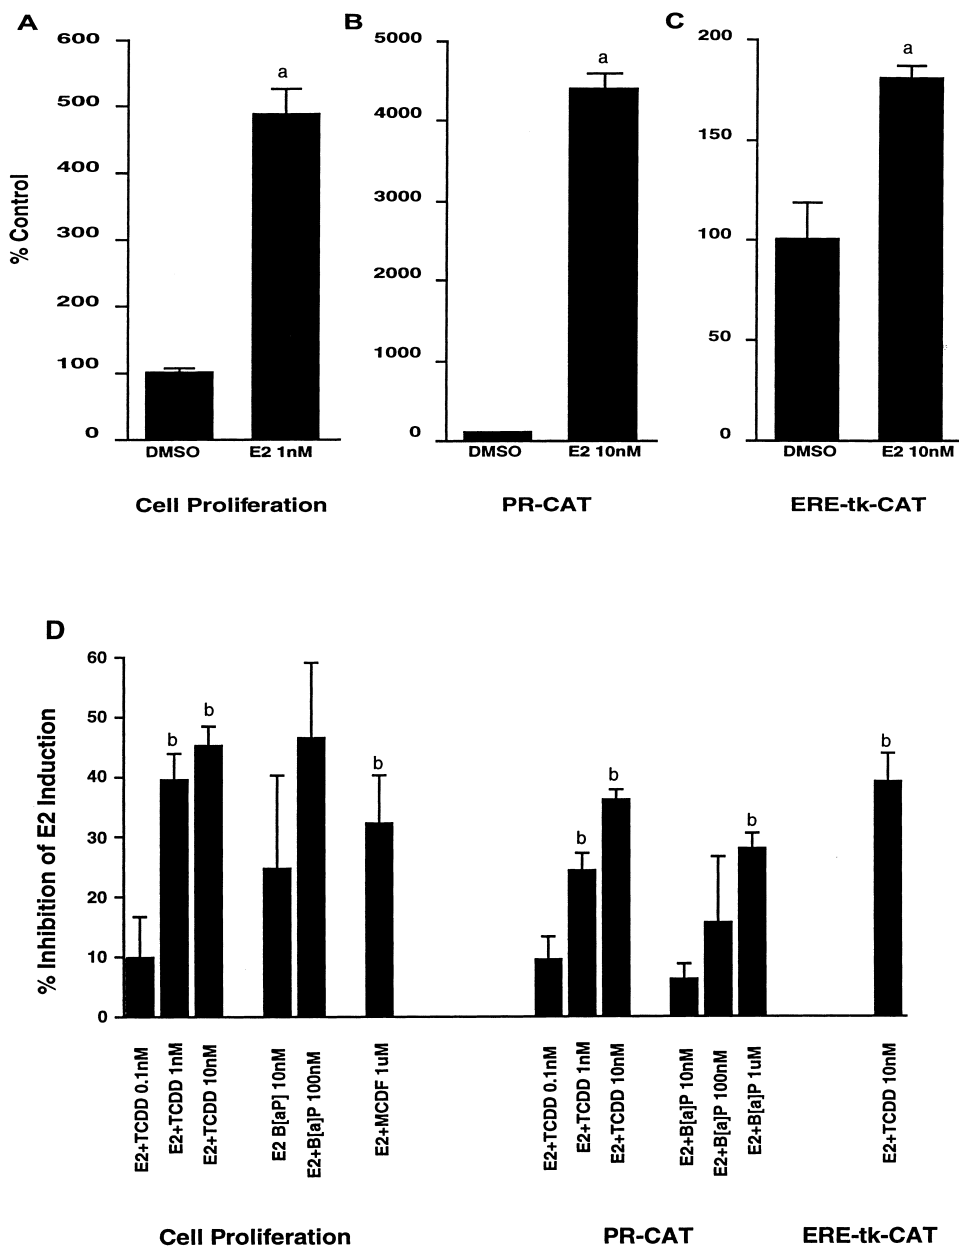 A
B
C
600
500
400
300
200
100
0
% Control
a
DMSO
E2 1nM
Cell Proliferation
5000
4000
3000
2000
1000
0
a
DMSO
E2 10nM
PR-CAT
200
150
100
50
0
a
DMSO
E2 10nM
ERE-tk-CAT
D
60
50
40
30
20
10
0
% Inhibition of E2 Induction
b
b
b
b
b
b
b
E2+TCDD 0.1nM
E2+TCDD 1nM
E2+TCDD 10nM
E2 B[aP] 10nM
E2+B[a]P 100nM
E2+MCDF 1uM
E2+TCDD 0.1nM
E2+TCDD 1nM
E2+TCDD 10nM
E2+B[a]P 10nM
E2+B[a]P 100nM
E2+B[a]P 1uM
E2+TCDD 10nM
Cell Proliferation
PR-CAT
ERE-tk-CAT